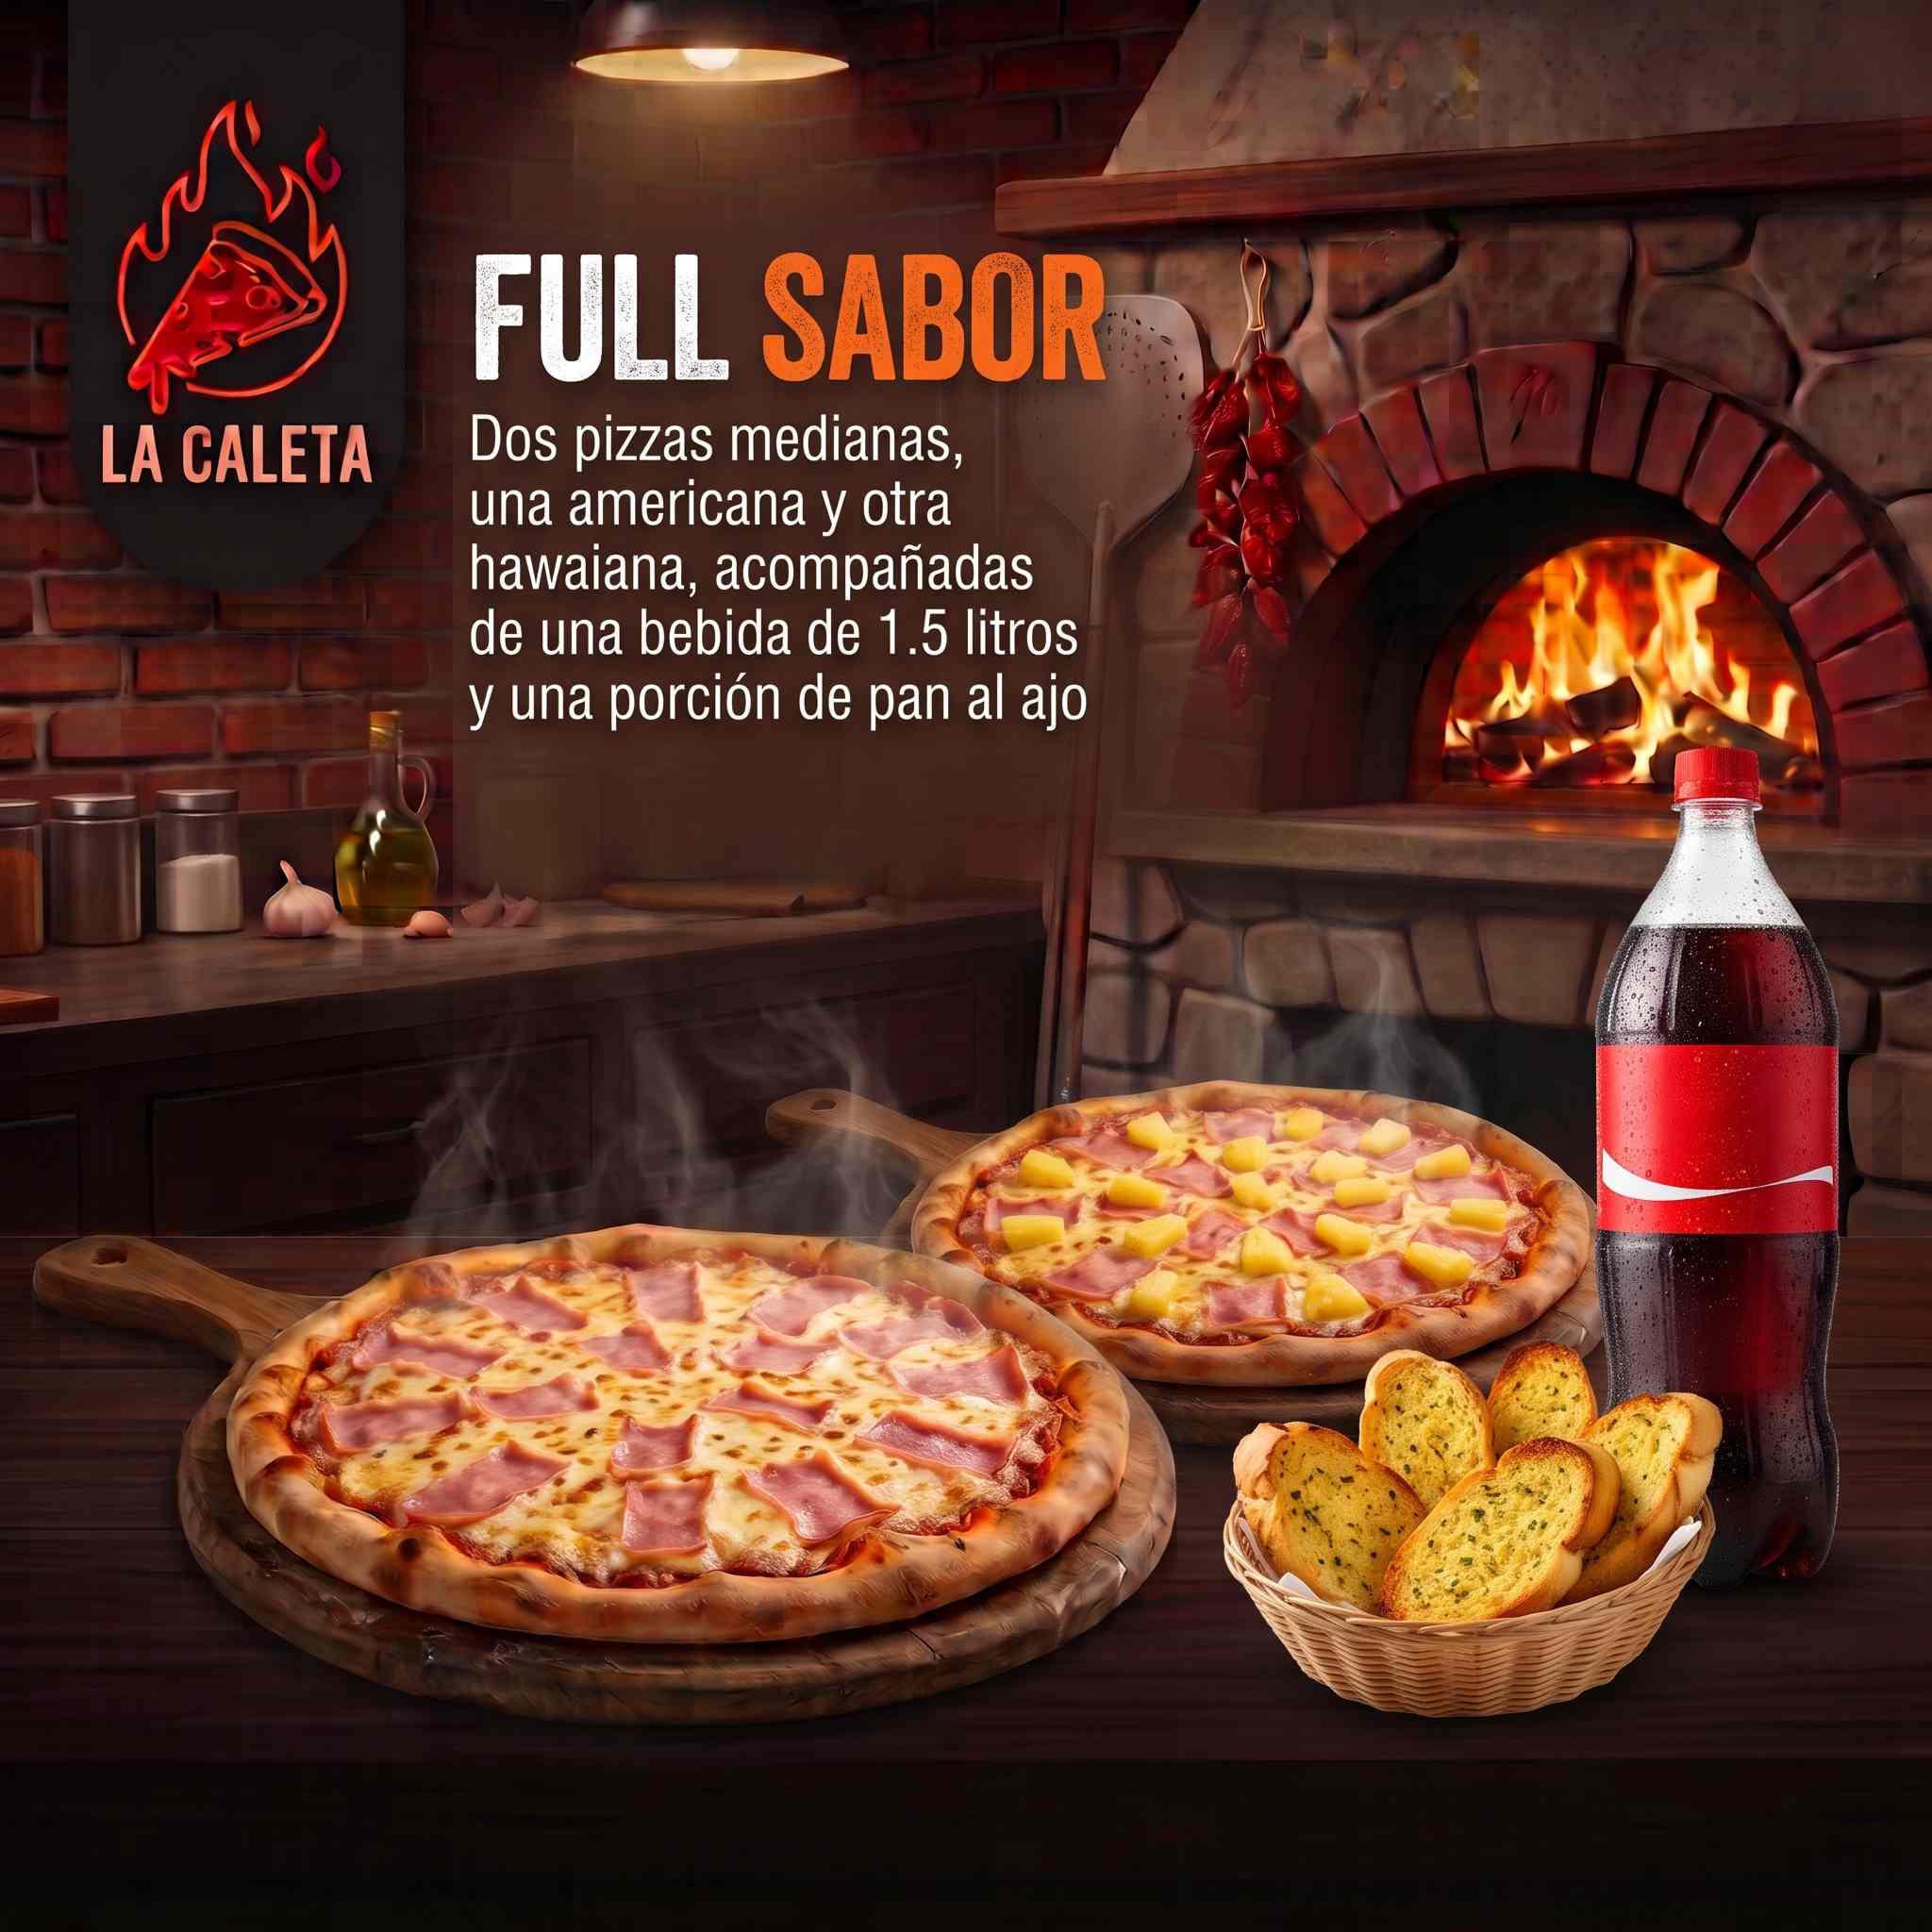 LA CALETA
FULL SABOR
Dos pizzas medianas,
una americana y otra
hawaiana, acompañadas
de una bebida de 1.5 litros
y una porción de pan al ajo